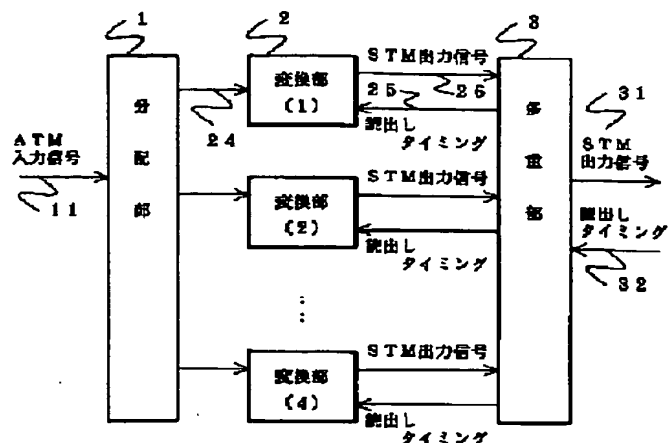 1
2
3
分配部
ATM
入力信号
11
24
変換部
(1)
STM出力信号
25
26
読出し
タイミング
変換部
(2)
STM出力信号
読出し
タイミング
変換部
(4)
STM出力信号
読出し
タイミング
多重部
31
STM
出力信号
読出し
タイミング
32